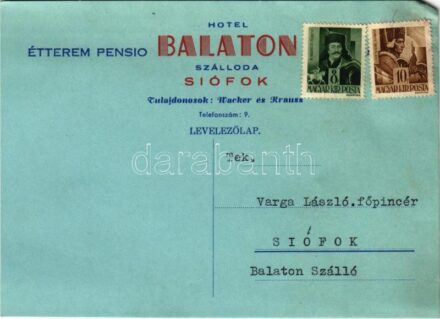 HOTEL
ÉTTEREM PENSIO BALATON
SZÁLLODA
SIÓFOK
Tulajdonosok: Wacker és Krauss
Telefonszám: 9.
LEVELEZŐLAP.
8
MAGYAR KIR. POSTA
10
MAGYAR KIR. POSTA
darabanth
Tek.
Varga László.főpincér
SIÓFOK
Balaton Szálló